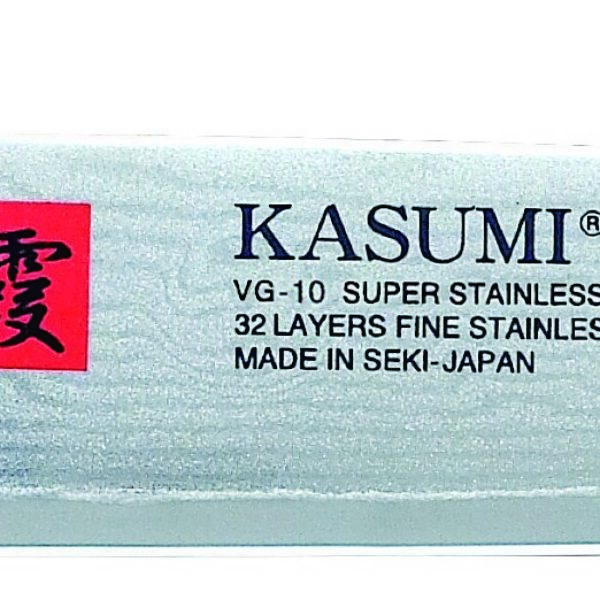 霞
KASUMI®
VG-10 SUPER STAINLESS
32 LAYERS FINE STAINLES
MADE IN SEKI-JAPAN